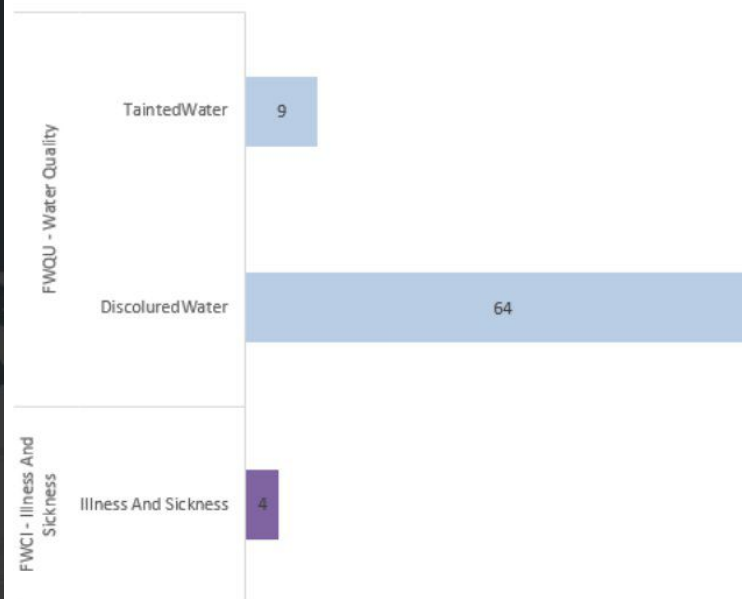 FWQU - Water Quality
TaintedWater
9
DiscolouredWater
64
FWCI - Illness And
Sickness
Illness And Sickness
4